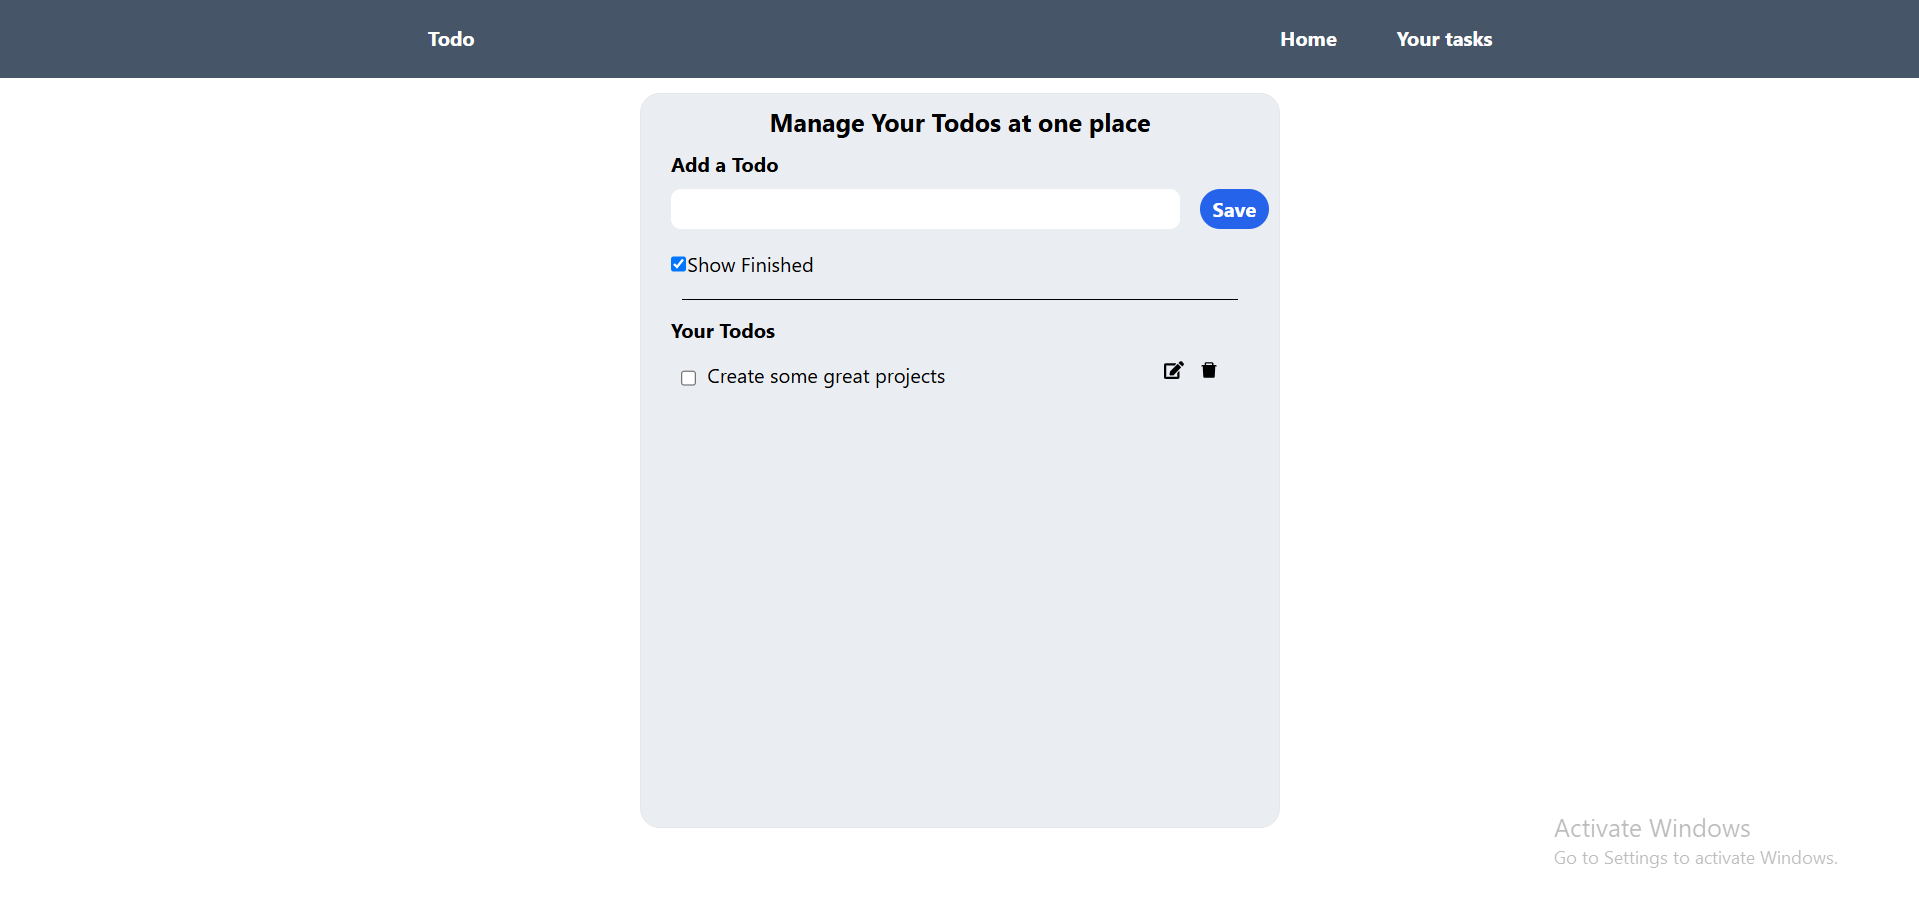 Todo Home Your tasks
Manage Your Todos at one place
Add a Todo
Save
Show Finished
Your Todos
Create some great projects
Activate Windows
Go to Settings to activate Windows.